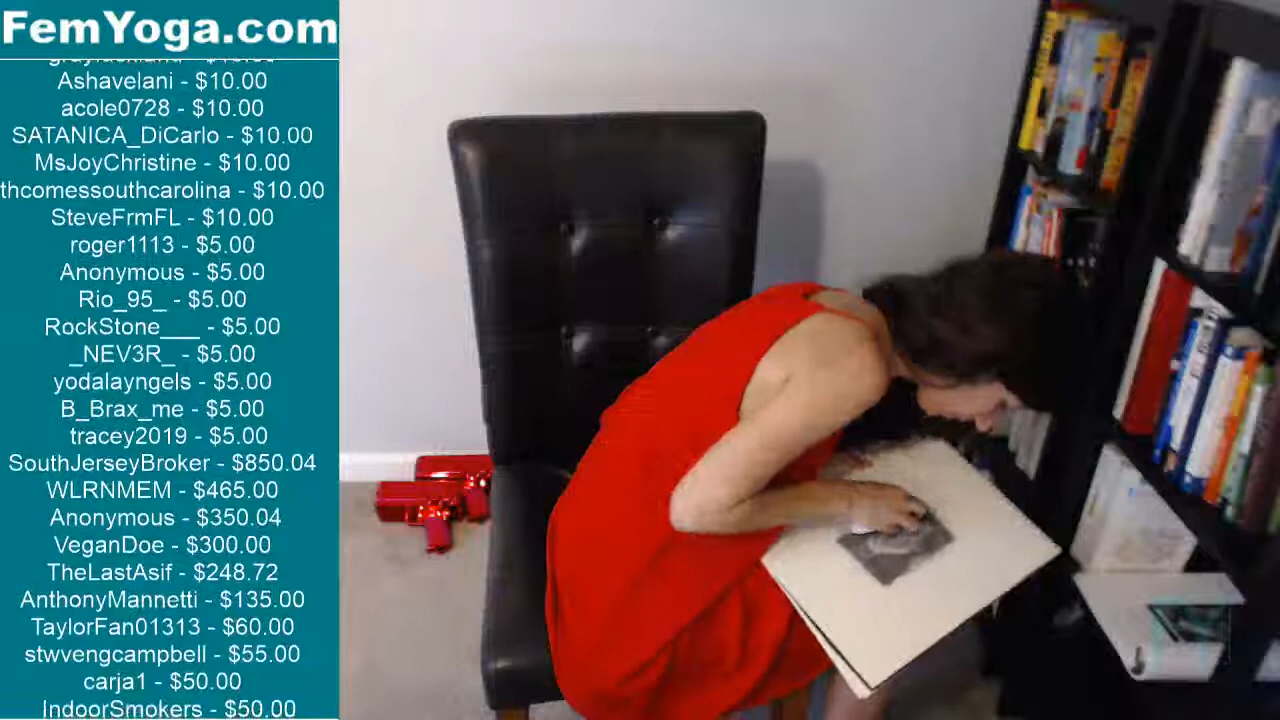 FemYoga.com
Ashavelani - $10.00
acole0728 - $10.00
SATANICA_DiCarlo - $10.00
MsJoyChristine - $10.00
thcomessouthcarolina - $10.00
SteveFrmFL - $10.00
roger1113 - $5.00
Anonymous - $5.00
Rio_95_ - $5.00
RockStone___ - $5.00
_NEV3R_ - $5.00
yodalayngels - $5.00
B_Brax_me - $5.00
tracey2019 - $5.00
SouthJerseyBroker - $850.04
WLRNMEM - $465.00
Anonymous - $350.04
VeganDoe - $300.00
TheLastAsif - $248.72
AnthonyMannetti - $135.00
TaylorFan01313 - $60.00
stwvengcampbell - $55.00
carja1 - $50.00
IndoorSmokers - $50.00